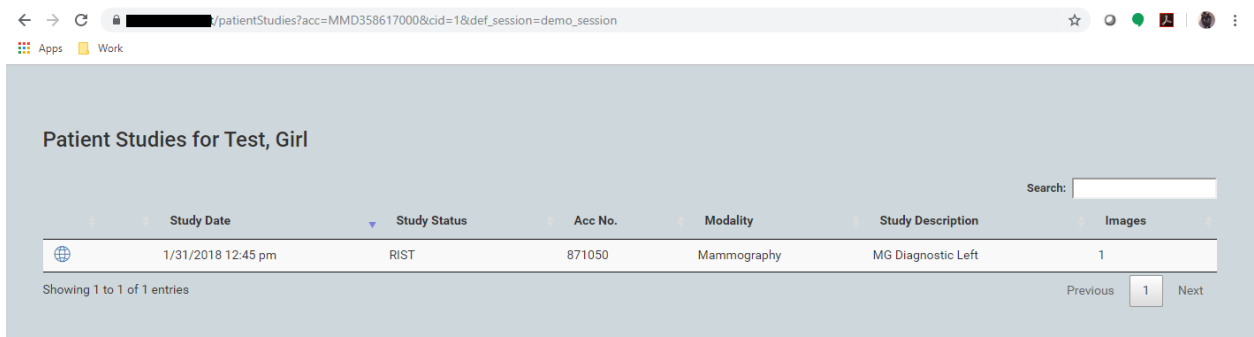 /patientStudies?acc=MMD358617000&cid=1&def_session=demo_session
Apps Work
Patient Studies for Test, Girl
Search:
Study Date Study Status Acc No. Modality Study Description Images
1/31/2018 12:45 pm RIST 871050 Mammography MG Diagnostic Left 1
Showing 1 to 1 of 1 entries Previous 1 Next